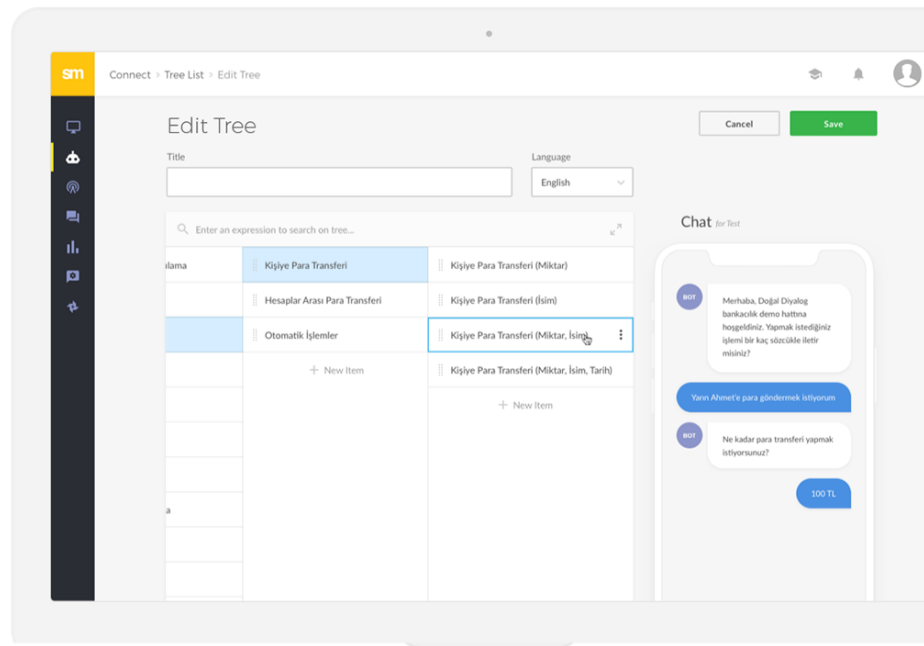 sm
Connect > Tree List > Edit Tree
Edit Tree
Cancel
Save
Title
Language
English
Enter an expression to search on tree...
Kişiye Para Transferi
Hesaplar Arası Para Transferi
Otomatik İşlemler
+ New Item
Kişiye Para Transferi (Miktar)
Kişiye Para Transferi (İsim)
Kişiye Para Transferi (Miktar, İsim)
Kişiye Para Transferi (Miktar, İsim, Tarih)
+ New Item
Chat for Test
BOT
Merhaba, Doğal Diyalog
bankacılık demo hattına
hoşgeldiniz. Yapmak istediğiniz
işlemi bir kaç sözcükle iletir
misiniz?
Yarın Ahmet'e para göndermek istiyorum
BOT
Ne kadar para transferi yapmak
istiyorsunuz?
100 TL